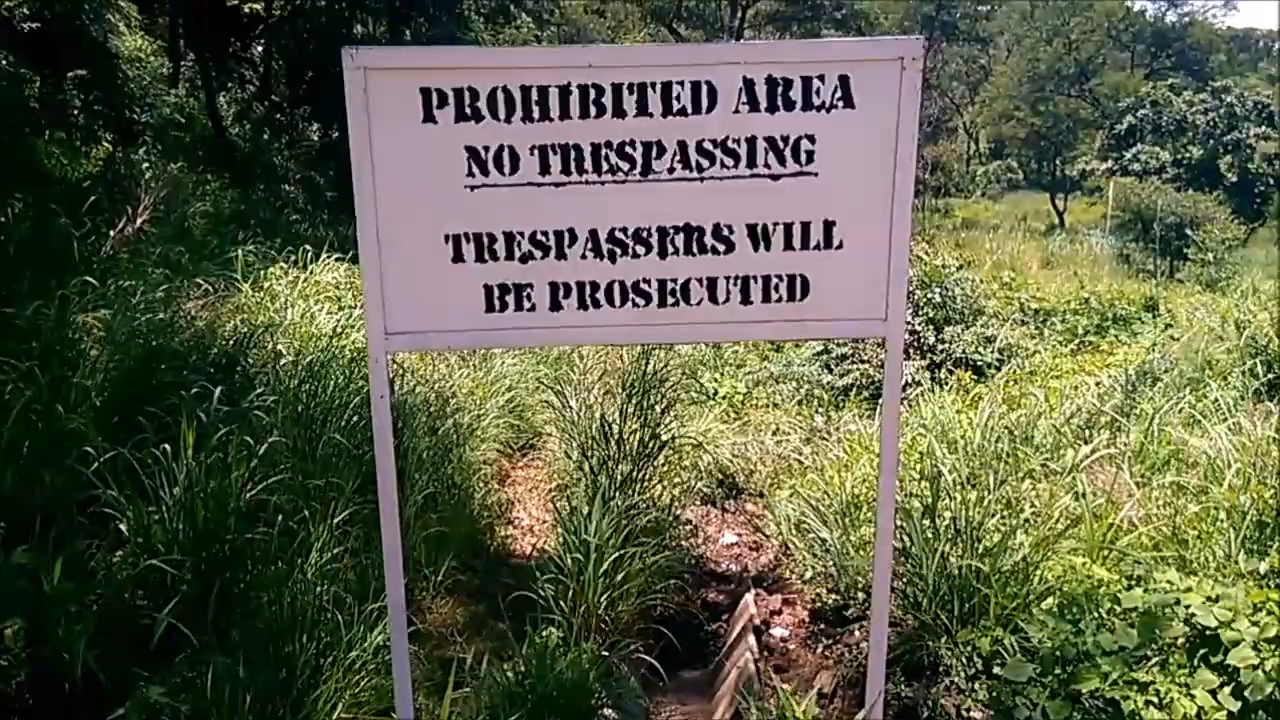 PROHIBITED AREA
NO TRESPASSING
TRESPASSERS WILL
BE PROSECUTED